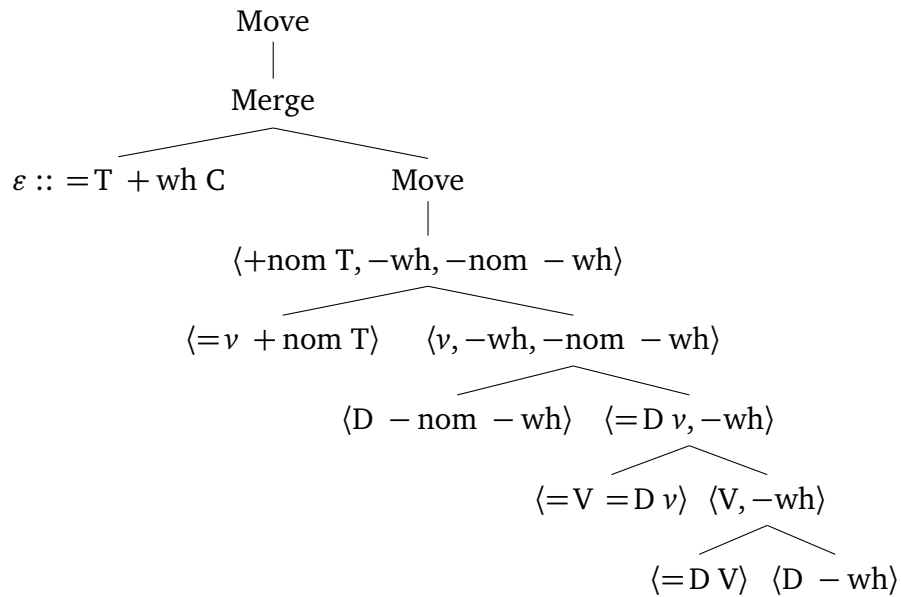 Move
Merge
ε :: =T +wh C Move
⟨+nom T, −wh, −nom −wh⟩
⟨=v +nom T⟩ ⟨v, −wh, −nom −wh⟩
⟨D −nom −wh⟩ ⟨=D v, −wh⟩
⟨=V =D v⟩ ⟨V, −wh⟩
⟨=D V⟩ ⟨D −wh⟩